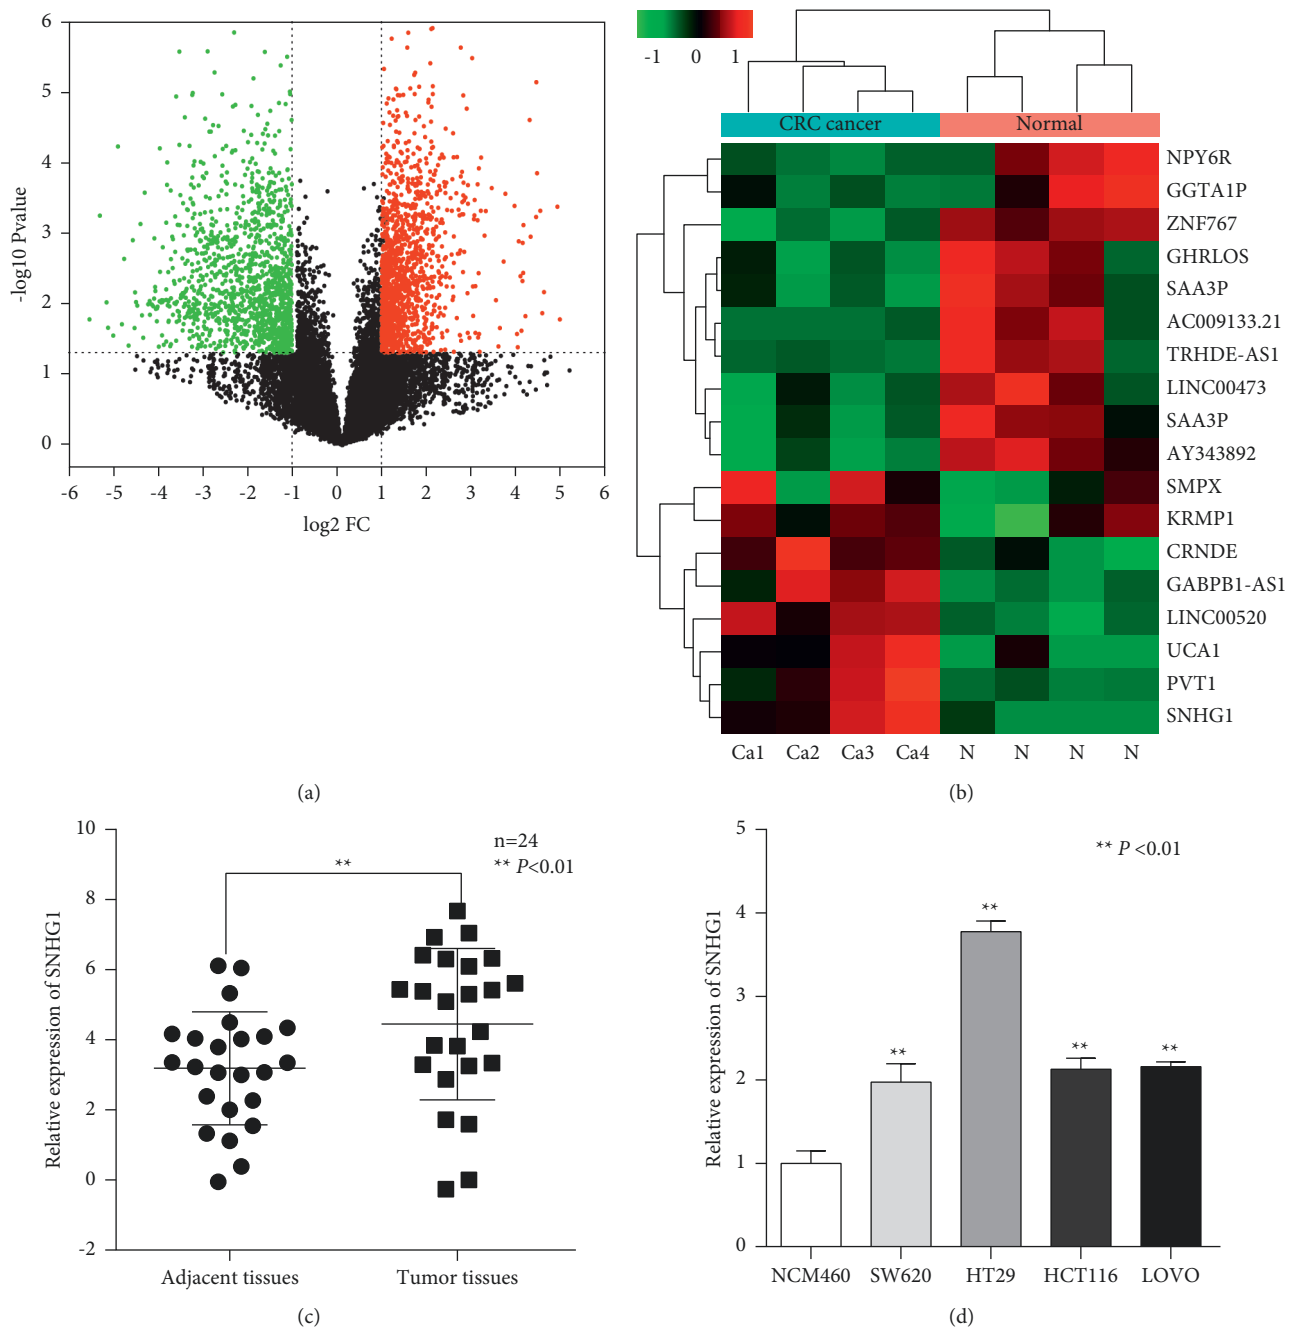 6
5
4
3
2
1
0
-log10 Pvalue
-6 -5 -4 -3 -2 -1 0 1 2 3 4 5 6
log2 FC
(a)
-1 0 1
CRC cancer Normal
NPY6R
GGTA1P
ZNF767
GHRLOS
SAA3P
AC009133.21
TRHDE-AS1
LINC00473
SAA3P
AY343892
SMPX
KRMP1
CRNDE
GABPB1-AS1
LINC00520
UCA1
PVT1
SNHG1
Ca1 Ca2 Ca3 Ca4 N N N N
(b)
10
8
6
4
2
0
-2
Relative expression of SNHG1
n=24
** P<0.01
**
Adjacent tissues Tumor tissues
(c)
5
4
3
2
1
0
Relative expression of SNHG1
** P <0.01
** ** ** **
NCM460 SW620 HT29 HCT116 LOVO
(d)